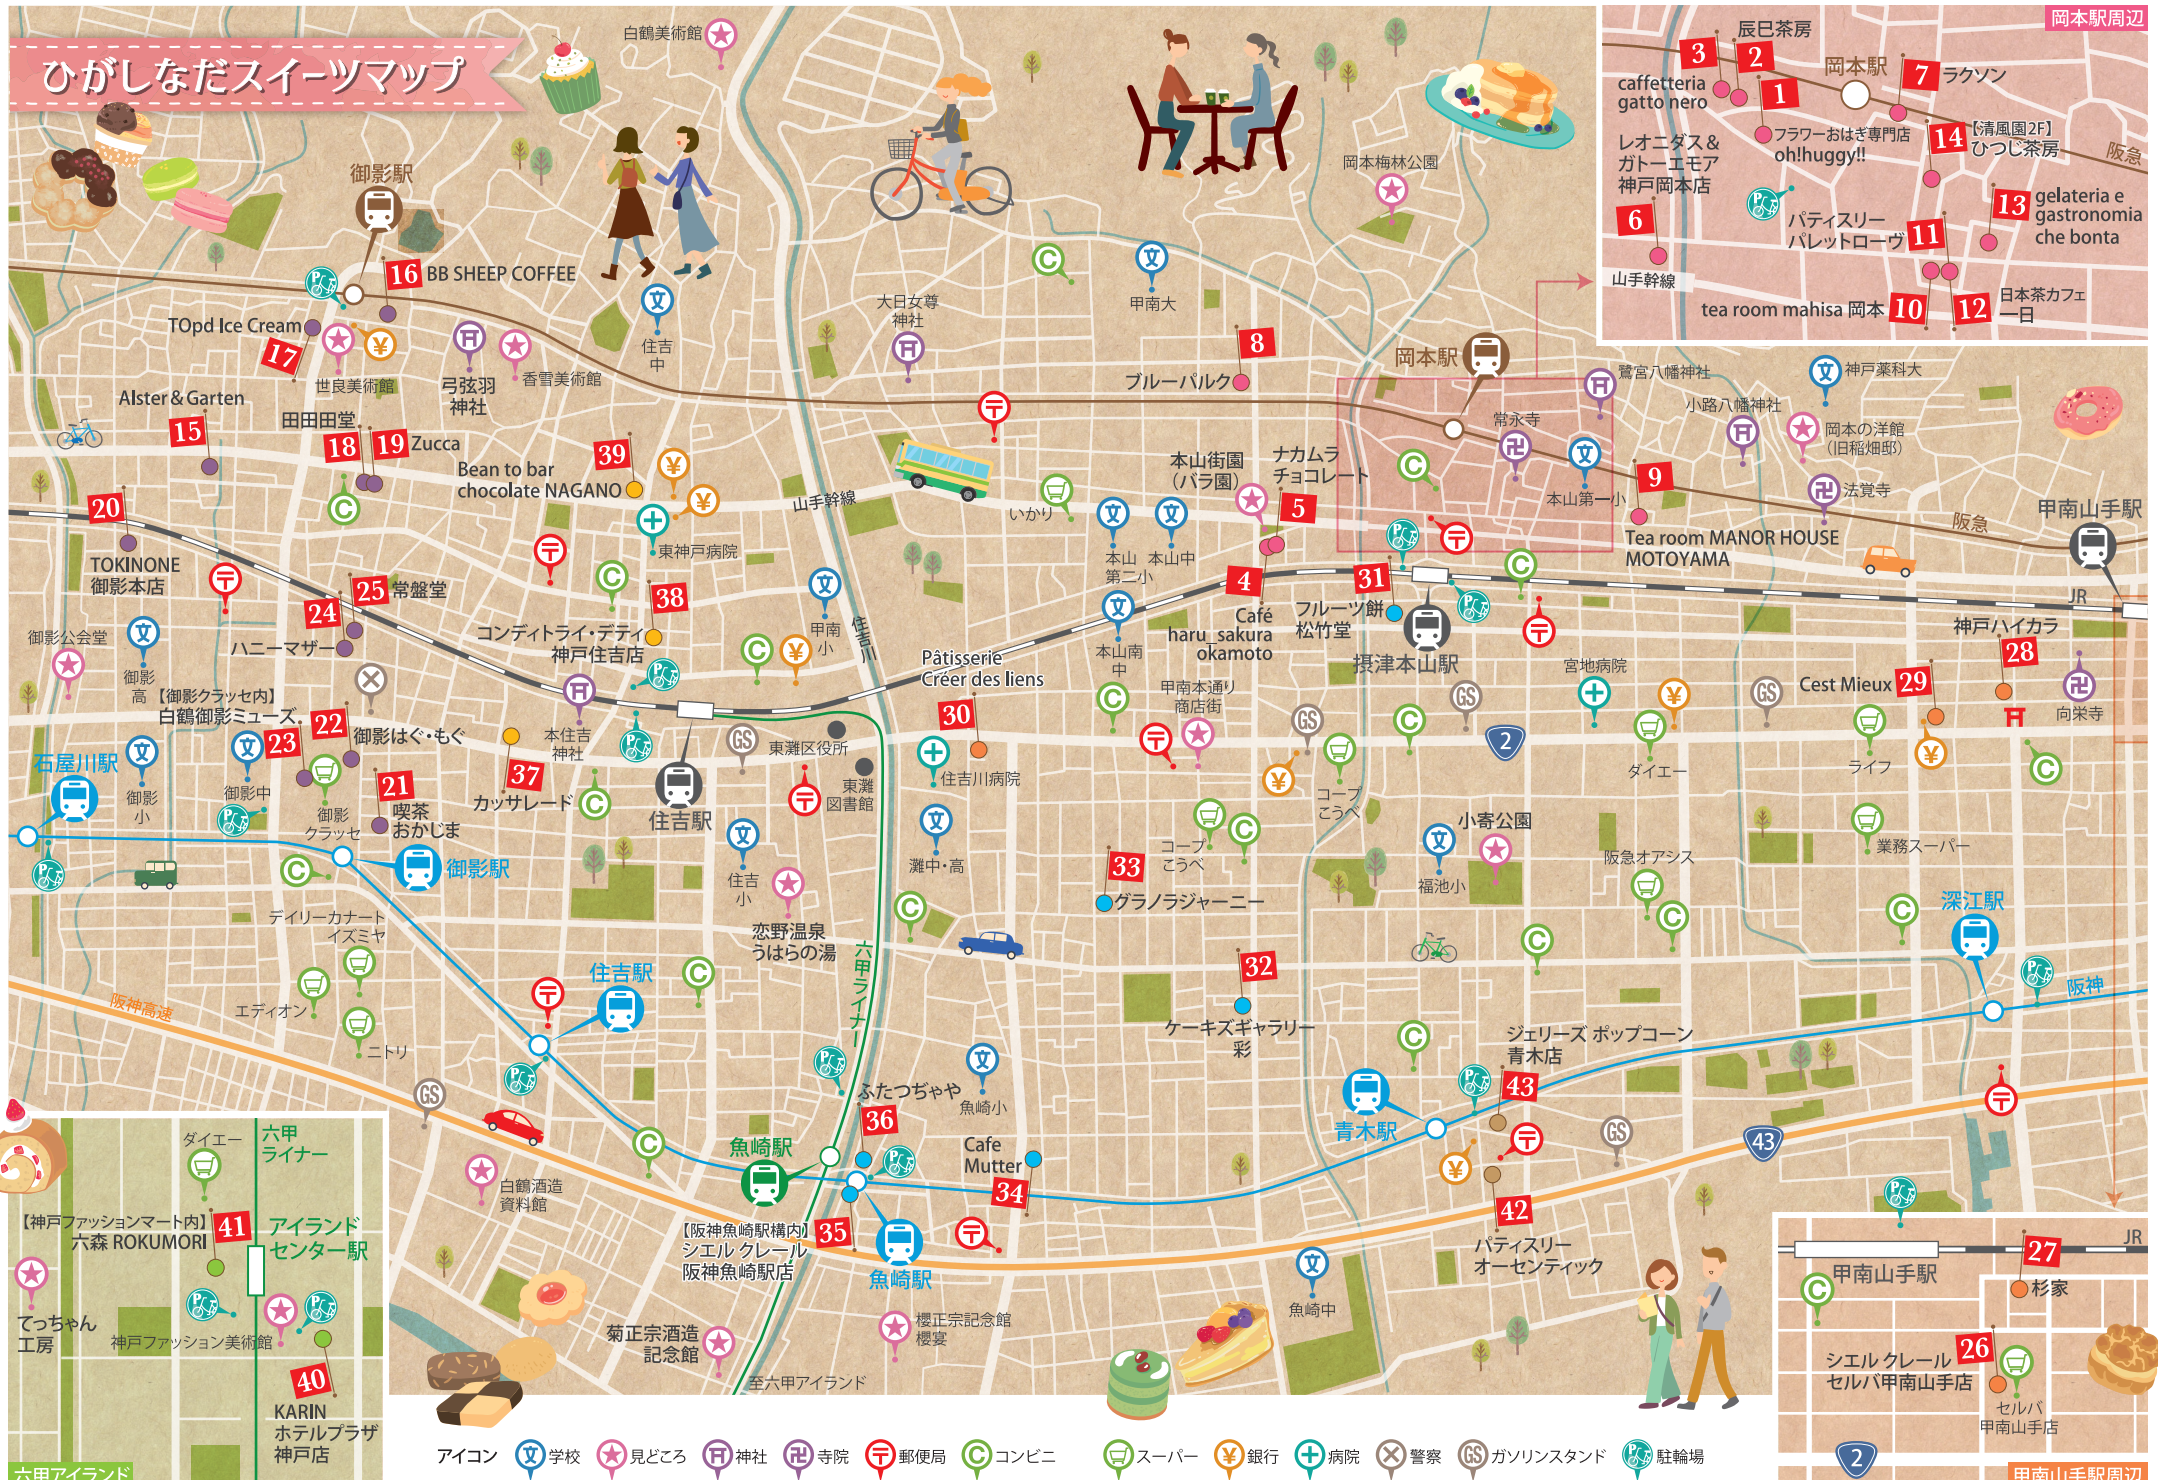 ひがしなだスイーツマップ
白鶴美術館
岡本梅林公園
御影駅
16 BB SHEEP COFFEE
TOpd Ice Cream
17
世良美術館
弓弦羽
神社
香雪美術館
住吉
中
大日女尊
神社
甲南大
8
ブルーパルク
岡本駅
鷺宮八幡神社
神戸薬科大
小路八幡神社
岡本の洋館
(旧稲畑邸)
常永寺
本山第一小
法覚寺
9
Tea room MANOR HOUSE
MOTOYAMA
阪急
甲南山手駅
Alster & Garten
15
田田田堂
18
19 Zucca
Bean to bar
chocolate NAGANO
39
東神戸病院
山手幹線
いかり
本山
第二小
本山中
本山街園
(バラ園)
ナカムラ
チョコレート
5
4
Café
haru_sakura
okamoto
31
フルーツ餅
松竹堂
摂津本山駅
JR
20
TOKINONE
御影本店
25 常盤堂
24
ハニーマザー
御影公会堂
御影
高
38
コンディトライ・デティ
神戸住吉店
甲南
小
住吉川
本山南
中
Pâtisserie
Créer des liens
30
甲南本通り
商店街
宮地病院
神戸ハイカラ
28
Cest Mieux 29
向栄寺
【御影クラッセ内】
白鶴御影ミューズ
23
22
御影はぐ・もぐ
21
喫茶
おかじま
石屋川駅
御影
小
御影中
御影
クラッセ
御影駅
37
カッサレード
本住吉
神社
住吉駅
東灘区役所
東灘
図書館
住吉川病院
灘中・高
住吉
小
恋野温泉
うはらの湯
コープ
こうべ
2
ダイエー
ライフ
コープ
こうべ
小寄公園
福池小
阪急オアシス
業務スーパー
33
グラノラジャーニー
深江駅
阪神
デイリーカナート
イズミヤ
エディオン
ニトリ
阪神高速
住吉駅
六甲ライナー
32
ケーキズギャラリー
彩
ジェリーズ ポップコーン
青木店
43
青木駅
ふたつぢゃや
36
魚崎小
Cafe
Mutter
34
魚崎駅
【阪神魚崎駅構内】
シエル クレール
阪神魚崎駅店
35
魚崎駅
白鶴酒造
資料館
菊正宗酒造
記念館
櫻正宗記念館
櫻宴
至六甲アイランド
魚崎中
42
パティスリー
オーセンティック
43
岡本駅周辺
3
2
辰巳茶房
caffetteria
gatto nero
1
岡本駅
7 ラクソン
フラワーおはぎ専門店
oh!huggy!!
14 【清風園2F】
ひつじ茶房
阪急
レオニダス&
ガトーエモア
神戸岡本店
6
パティスリー
パレットローヴ
11
13 gelateria e
gastronomia
che bonta
山手幹線
tea room mahisa 岡本 10
12 日本茶カフェ
一日
ダイエー
六甲
ライナー
【神戸ファッションマート内】
六森 ROKUMORI
41
アイランド
センター駅
てっちゃん
工房
神戸ファッション美術館
40
KARIN
ホテルプラザ
神戸店
六甲アイランド
27
JR
甲南山手駅
杉家
26
シエル クレール
セルバ甲南山手店
セルバ
甲南山手店
2
甲南山手駅周辺
アイコン 学校 見どころ 神社 寺院 郵便局 コンビニ スーパー 銀行 病院 警察 ガソリンスタンド 駐輪場